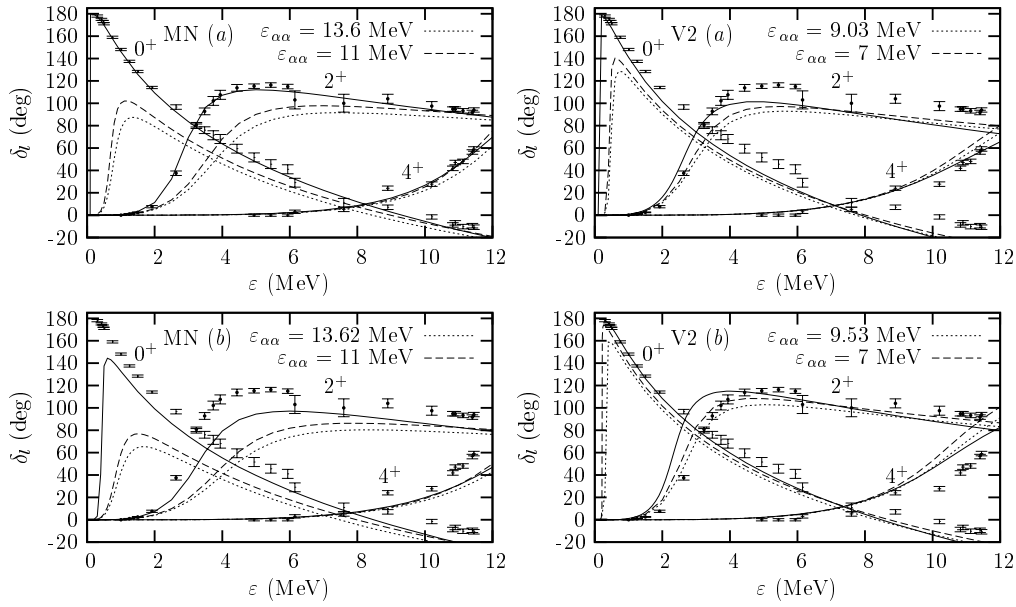 180 160 140 120 100 80 60 40 20 0 -20
δl (deg)
0+ MN (a)
εαα = 13.6 MeV
εαα = 11 MeV
2+
4+
0 2 4 6 8 10 12
ε (MeV)
180 160 140 120 100 80 60 40 20 0 -20
δl (deg)
0+ V2 (a)
εαα = 9.03 MeV
εαα = 7 MeV
2+
4+
0 2 4 6 8 10 12
ε (MeV)
180 160 140 120 100 80 60 40 20 0 -20
δl (deg)
0+ MN (b)
εαα = 13.62 MeV
εαα = 11 MeV
2+
4+
0 2 4 6 8 10 12
ε (MeV)
180 160 140 120 100 80 60 40 20 0 -20
δl (deg)
0+ V2 (b)
εαα = 9.53 MeV
εαα = 7 MeV
2+
4+
0 2 4 6 8 10 12
ε (MeV)